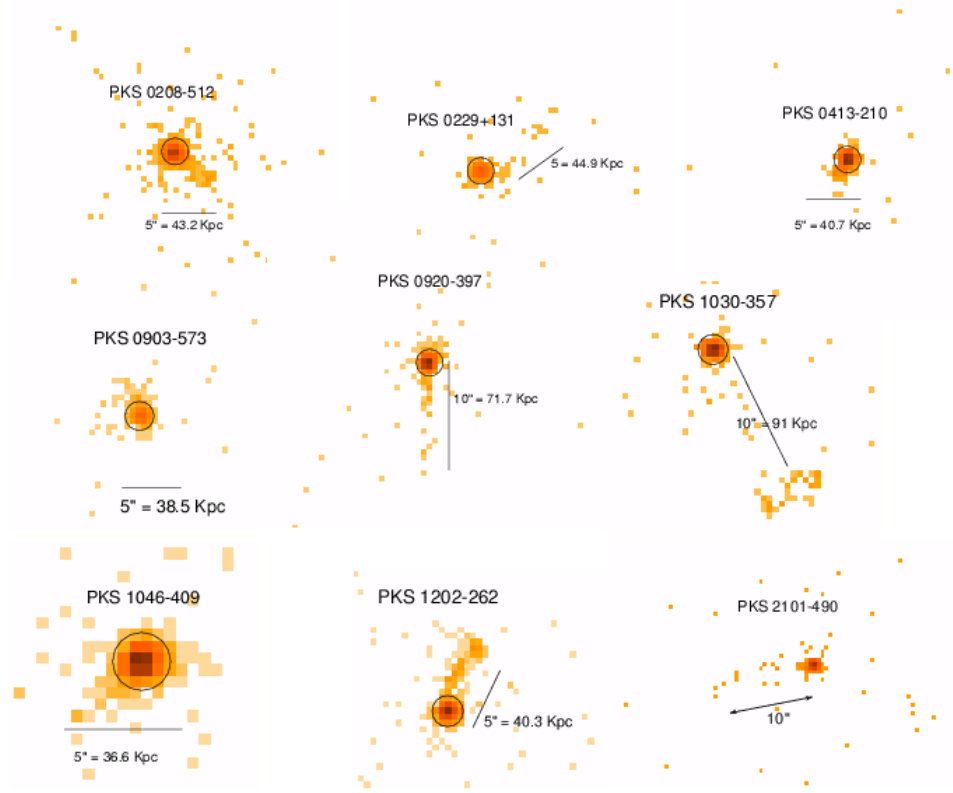 PKS 0208-512
5" = 43.2 Kpc
PKS 0229+131
5 = 44.9 Kpc
PKS 0413-210
5" = 40.7 Kpc
PKS 0903-573
5" = 38.5 Kpc
PKS 0920-397
10" = 71.7 Kpc
PKS 1030-357
10" = 91 Kpc
PKS 1046-409
5" = 36.6 Kpc
PKS 1202-262
5" = 40.3 Kpc
PKS 2101-490
10"